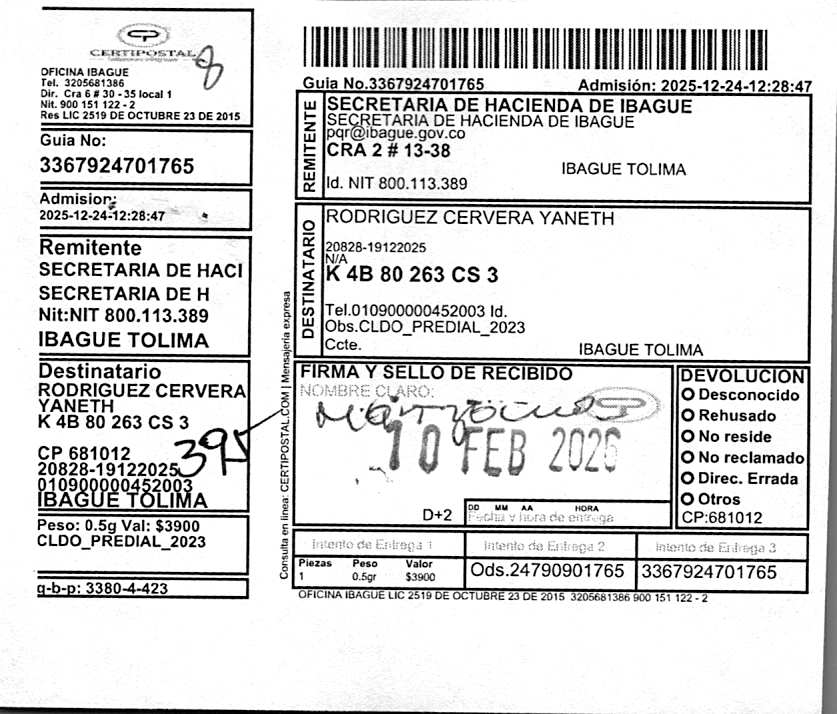 CERTIPOSTAL
8
OFICINA IBAGUE
Tel. 3205681386
Dir. Cra 6 # 30 - 35 local 1
Nit. 900 151 122 - 2
Res LIC 2519 DE OCTUBRE 23 DE 2015
Guia No:
3367924701765
Admision:
2025-12-24-12:28:47
Remitente
SECRETARIA DE HACI
SECRETARIA DE H
Nit:NIT 800.113.389
IBAGUE TOLIMA
Destinatario
RODRIGUEZ CERVERA
YANETH
K 4B 80 263 CS 3
CP 681012
20828-19122025
395
010900000452003
IBAGUE TOLIMA
Peso: 0.5g Val: $3900
CLDO_PREDIAL_2023
g-b-p: 3380-4-423
Consulta en linea: CERTIPOSTAL.COM | Mensajeria expresa
Guia No.3367924701765 Admisión: 2025-12-24-12:28:47
REMITENTE
SECRETARIA DE HACIENDA DE IBAGUE
SECRETARIA DE HACIENDA DE IBAGUE
pqr@ibague.gov.co
CRA 2 # 13-38
IBAGUE TOLIMA
Id. NIT 800.113.389
DESTINATARIO
RODRIGUEZ CERVERA YANETH
20828-19122025
N/A
K 4B 80 263 CS 3
Tel.010900000452003 Id.
Obs.CLDO_PREDIAL_2023
Ccte.
IBAGUE TOLIMA
FIRMA Y SELLO DE RECIBIDO
NOMBRE CLARO:
10 FEB 2026
D+2
DD MM AA HORA
Fecha y hora de entrega
DEVOLUCION
Desconocido
Rehusado
No reside
No reclamado
Direc. Errada
Otros
CP:681012
Intento de Entrega 1 Intento de Entrega 2 Intento de Entrega 3
Piezas Peso Valor
1 0.5gr $3900
Ods.24790901765 3367924701765
OFICINA IBAGUE LIC 2519 DE OCTUBRE 23 DE 2015 3205681386 900 151 122 - 2